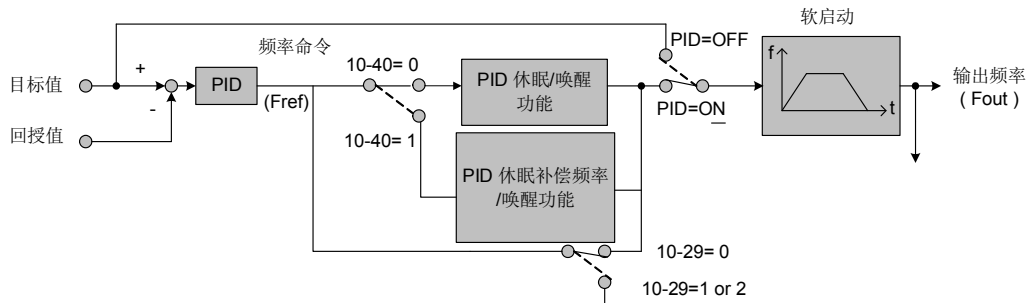 软启动
频率命令
PID=OFF
f
t
目标值
+
-
PID
(Fref)
10-40= 0
PID 休眠/唤醒
功能
PID=ON
输出频率
( Fout )
回授值
10-40= 1
PID 休眠补偿频率
/唤醒功能
10-29= 0
10-29=1 or 2